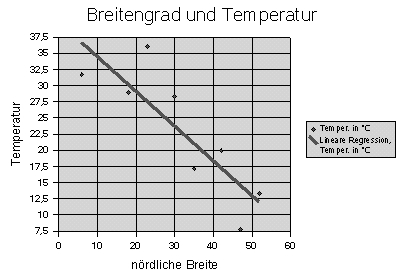 Breitengrad und Temperatur
37,5
35
32,5
30
27,5
25
22,5
20
17,5
15
12,5
10
7,5
0 10 20 30 40 50 60
Temperatur
nördliche Breite
Temper. in °C
Lineare Regression,
Temper. in °C